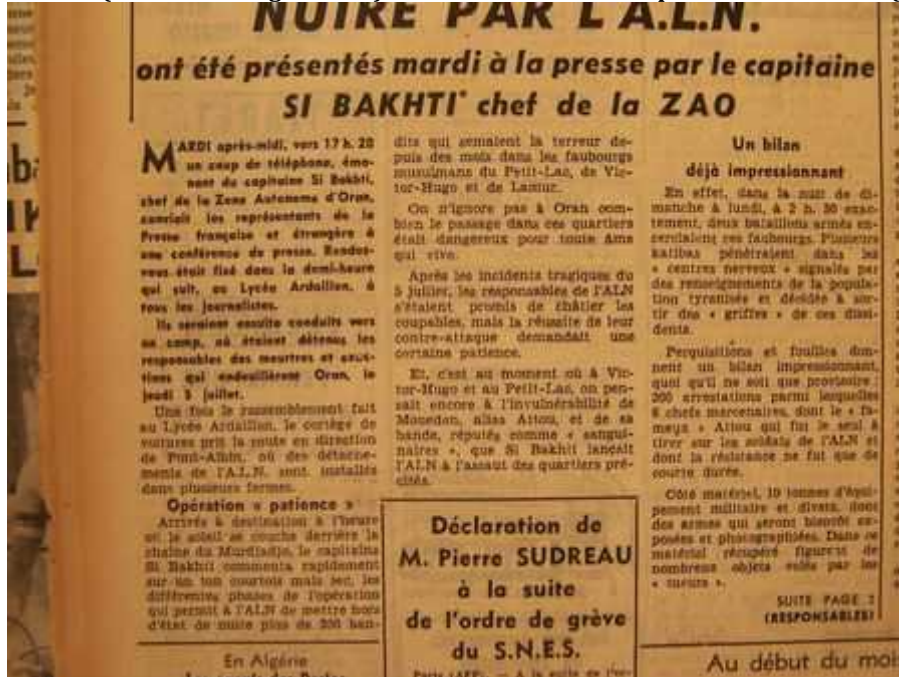 NUIRE PAR L'A.L.N.
ont été présentés mardi à la presse par le capitaine
SI BAKHTI" chef de la ZAO
MARDI après-midi, vers 17 h. 20
un coup de téléphone, éma-
nant du capitaine Si Bakhti,
chef de la Zone Autonome d'Oran,
conviait les représentants de la
Presse française et étrangère à
une conférence de presse. Rendez-
vous était fixé dans la demi-heure
qui suit, au Lycée Ardaillon, à
tous les journalistes.
Ils seraient ensuite conduits vers
un camp, où étaient détenus les
responsables des meurtres et exac-
tions qui endeuillèrent Oran, le
jeudi 5 juillet.
Une fois le rassemblement fait
au Lycée Ardaillon, le cortège de
voitures prit la route en direction
de Pont-Albin, où des détache-
ments de l'A.L.N. sont installés
dans plusieurs fermes.
Opération « patience »
Arrivés à destination à l'heure
où le soleil se couche derrière la
chaîne du Murdjadjo, le capitaine
Si Bakhti commenta rapidement
sur un ton courtois mais sec, les
différentes phases de l'opération
qui permit à l'ALN de mettre hors
d'état de nuire plus de 200 ban-
dits qui semaient la terreur de-
puis des mois dans les faubourgs
musulmans du Petit-Lac, de Vic-
tor-Hugo et de Lamur.
On n'ignore pas à Oran com-
bien le passage dans ces quartiers
était dangereux pour toute âme
qui vive.
Après les incidents tragiques du
5 juillet, les responsables de l'ALN
s'étaient promis de châtier les
coupables, mais la réussite de leur
contre-attaque demandait une
certaine patience.
Et, c'est au moment où à Vic-
tor-Hugo et au Petit-Lac, on pen-
sait encore à l'invulnérabilité de
Mouedan, alias Attou, et de sa
bande, réputés comme « sangui-
naires », que Si Bakhti lançait
l'ALN à l'assaut des quartiers pré-
cités.
Déclaration de
M. Pierre SUDREAU
à la suite
de l'ordre de grève
du S.N.E.S.
Paris (AFP). — A la suite de l'or-
Un bilan
déjà impressionnant
En effet, dans la nuit de di-
manche à lundi, à 2 h. 30 exac-
tement, deux bataillons armés en-
cerclaient ces faubourgs. Plusieurs
katibas pénétraient dans les
« centres nerveux » signalés par
des renseignements de la popula-
tion tyranisée et décidée à sor-
tir des « griffes » de ces dissi-
dents.
Perquisitions et fouilles don-
nent un bilan impressionnant,
quoi qu'il ne soit que provisoire :
200 arrestations parmi lesquelles
6 chefs mercenaires, dont le « fa-
meux » Attou qui fut le seul à
tirer sur les soldats de l'ALN et
dont la résistance ne fut que de
courte durée.
Côté matériel, 10 tonnes d'équi-
pement militaire et divers, donc
des armes qui seront bientôt ex-
posées et photographiées. Dans ce
matériel récupéré figurent de
nombreux objets volés par les
« tueurs ».
SUITE PAGE 2
(RESPONSABLES)
En Algérie
Au début du mois